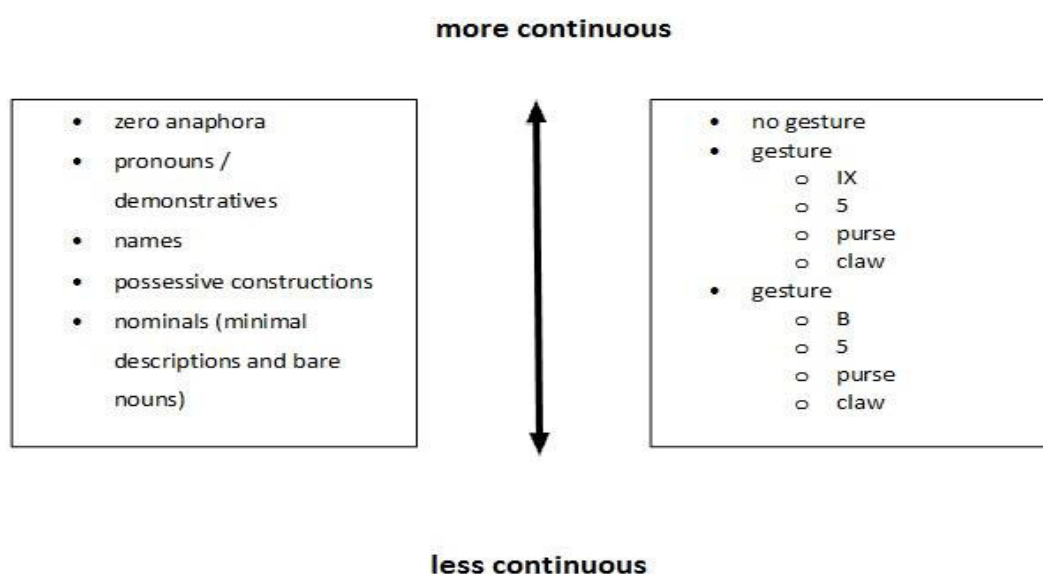 more continuous
• zero anaphora
• pronouns /
demonstratives
• names
• possessive constructions
• nominals (minimal
descriptions and bare
nouns)
• no gesture
• gesture
o IX
o 5
o purse
o claw
• gesture
o B
o 5
o purse
o claw
less continuous